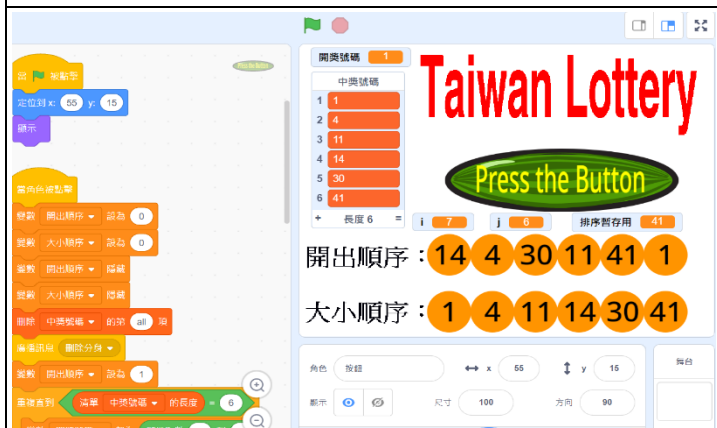 當 被點擊
定位到 x: 55 y: 15
顯示
當角色被點擊
變數 開出順序 設為 0
變數 大小順序 設為 0
變數 開出順序 隱藏
變數 大小順序 隱藏
刪除 中獎號碼 的第 all 項
廣播訊息 刪除分身
變數 開出順序 設為 1
重複直到 清單 中獎號碼 的長度 = 6
開獎號碼 1
中獎號碼
1 1
2 4
3 11
4 14
5 30
6 41
+ 長度 6 =
Taiwan Lottery
Press the Button
i 7 j 6 排序暫存用 41
開出順序：14 4 30 11 41 1
大小順序：1 4 11 14 30 41
角色 按鈕 x 55 y 15
顯示 尺寸 100 方向 90
舞台